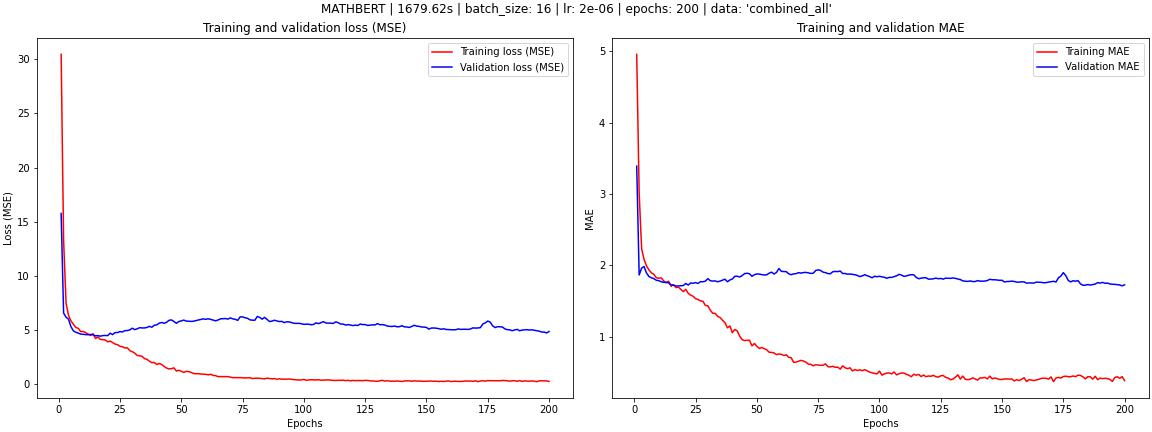 MATHBERT | 1679.62s | batch_size: 16 | lr: 2e-06 | epochs: 200 | data: 'combined_all'
Training and validation loss (MSE)
Training loss (MSE)
Validation loss (MSE)
Loss (MSE)
30
25
20
15
10
5
0
0 25 50 75 100 125 150 175 200
Epochs
Training and validation MAE
Training MAE
Validation MAE
MAE
5
4
3
2
1
0 25 50 75 100 125 150 175 200
Epochs